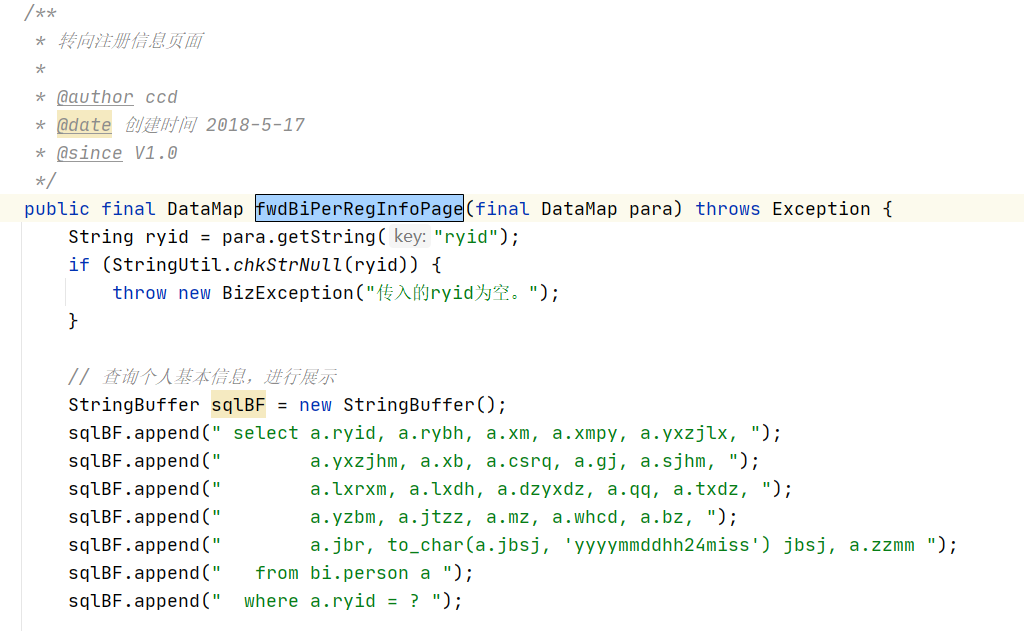 /**
 * 转向注册信息页面
 *
 * @author ccd
 * @date 创建时间 2018-5-17
 * @since V1.0
 */
public final DataMap fwdBiPerRegInfoPage(final DataMap para) throws Exception {
    String ryid = para.getString( key: "ryid");
    if (StringUtil.chkStrNull(ryid)) {
        throw new BizException("传入的ryid为空。");
    }
    // 查询个人基本信息，进行展示
    StringBuffer sqlBF = new StringBuffer();
    sqlBF.append(" select a.ryid, a.rybh, a.xm, a.xmpy, a.yxzjlx, ");
    sqlBF.append("        a.yxzjhm, a.xb, a.csrq, a.gj, a.sjhm, ");
    sqlBF.append("        a.lxrxm, a.lxdh, a.dzyxdz, a.qq, a.txdz, ");
    sqlBF.append("        a.yzbm, a.jtzz, a.mz, a.whcd, a.bz, ");
    sqlBF.append("        a.jbr, to_char(a.jbsj, 'yyyymmddhh24miss') jbsj, a.zzmm ");
    sqlBF.append("   from bi.person a ");
    sqlBF.append("  where a.ryid = ? ");